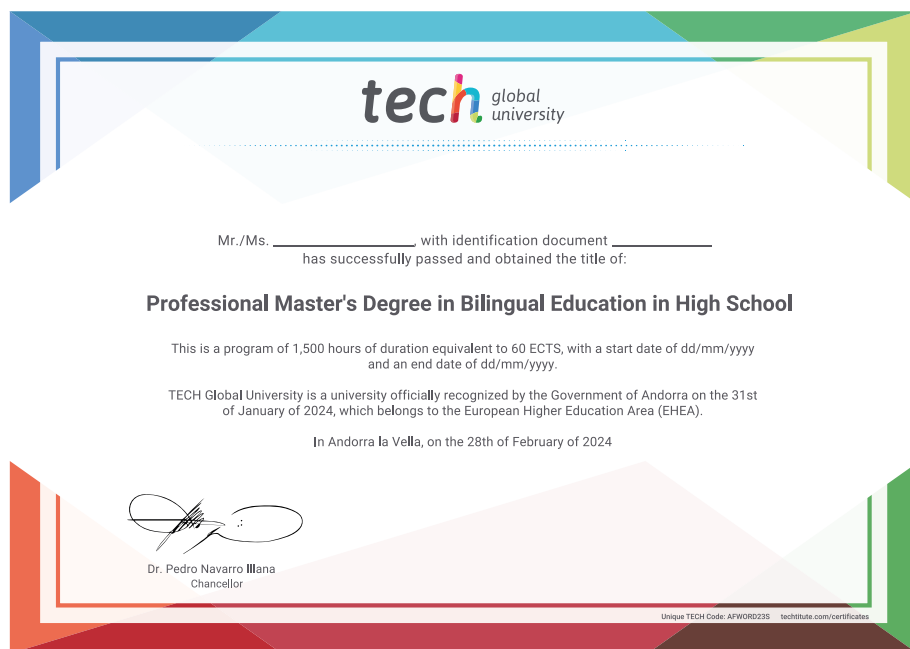 tech global university
Mr./Ms. ____________, with identification document ____________
has successfully passed and obtained the title of:
Professional Master's Degree in Bilingual Education in High School
This is a program of 1,500 hours of duration equivalent to 60 ECTS, with a start date of dd/mm/yyyy
and an end date of dd/mm/yyyy.
TECH Global University is a university officially recognized by the Government of Andorra on the 31st
of January of 2024, which belongs to the European Higher Education Area (EHEA).
In Andorra la Vella, on the 28th of February of 2024
Dr. Pedro Navarro Illana
Chancellor
Unique TECH Code: AFWORD23S techtitute.com/certificates